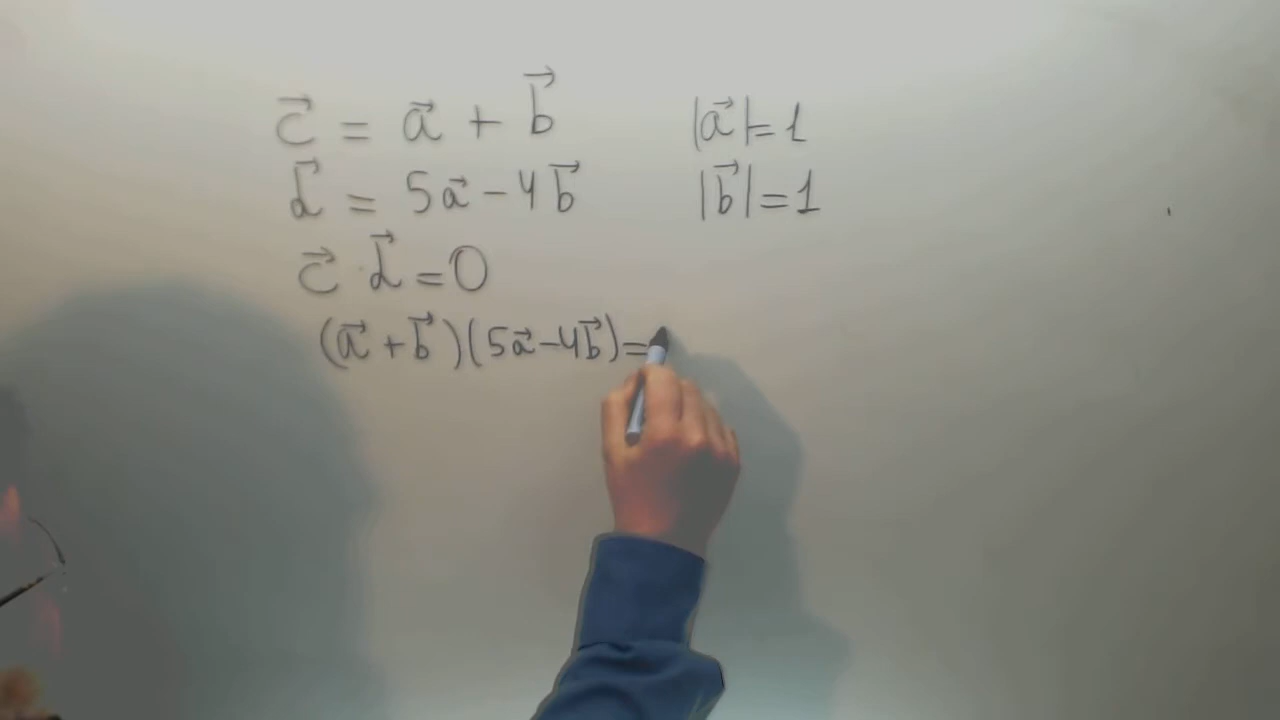 c⃗ = a⃗ + b⃗ |a⃗|=1
d⃗ = 5a⃗ - 4b⃗ |b⃗|=1
c⃗ · d⃗ = 0
(a⃗ + b⃗)(5a⃗ - 4b⃗) =